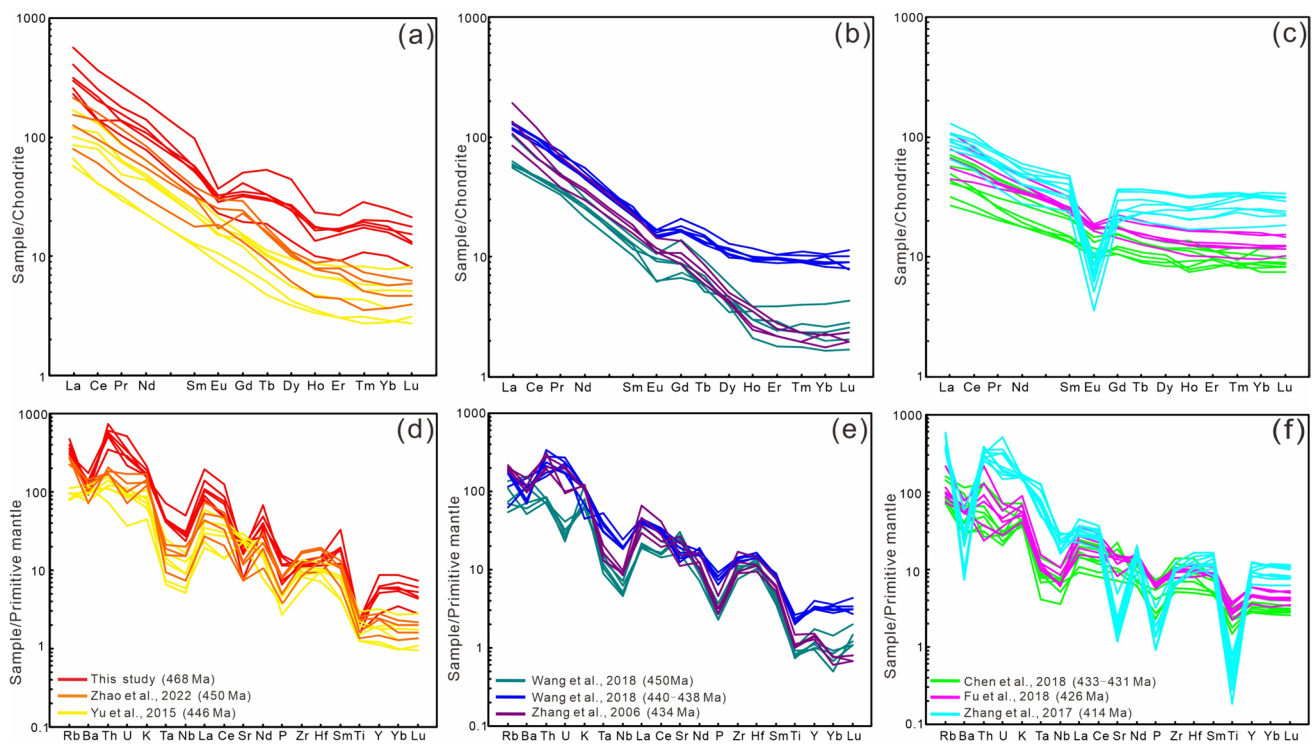 (a)
1000
100
10
1
Sample/Chondrite
La Ce Pr Nd Sm Eu Gd Tb Dy Ho Er Tm Yb Lu
(b)
1000
100
10
1
Sample/Chondrite
La Ce Pr Nd Sm Eu Gd Tb Dy Ho Er Tm Yb Lu
(c)
1000
100
10
1
Sample/Chondrite
La Ce Pr Nd Sm Eu Gd Tb Dy Ho Er Tm Yb Lu
(d)
1000
100
10
1
0.1
Sample/Primitive mantle
This study (468 Ma)
Zhao et al., 2022 (450 Ma)
Yu et al., 2015 (446 Ma)
Rb Ba Th U K Ta Nb La Ce Sr Nd P Zr Hf Sm Ti Y Yb Lu
(e)
1000
100
10
1
0.1
Sample/Primitive mantle
Wang et al., 2018 (450Ma)
Wang et al., 2018 (440–438 Ma)
Zhang et al., 2006 (434 Ma)
Rb Ba Th U K Ta Nb La Ce Sr Nd P Zr Hf Sm Ti Y Yb Lu
(f)
1000
100
10
1
0.1
Sample/Primitive mantle
Chen et al., 2018 (433–431 Ma)
Fu et al., 2018 (426 Ma)
Zhang et al., 2017 (414 Ma)
Rb Ba Th U K Ta Nb La Ce Sr Nd P Zr Hf Sm Ti Y Yb Lu